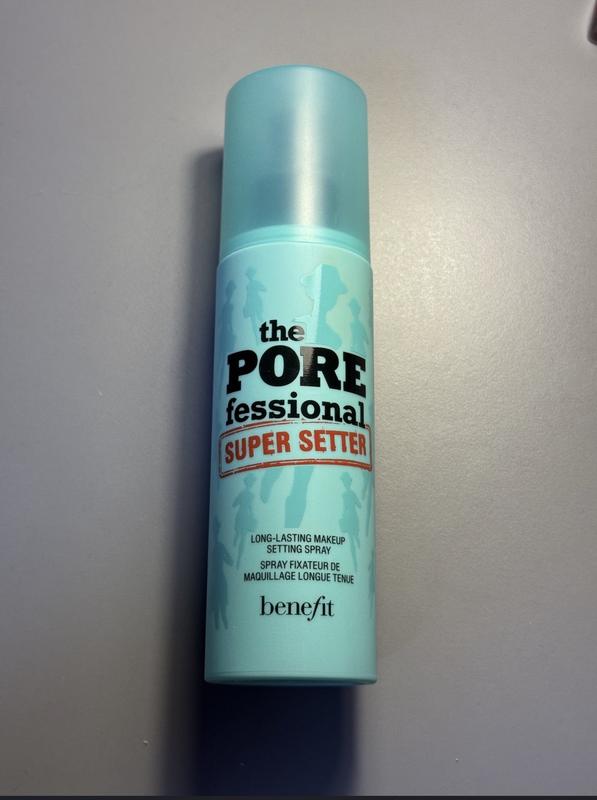 the
PORE
fessional
SUPER SETTER
LONG-LASTING MAKEUP
SETTING SPRAY
SPRAY FIXATEUR DE
MAQUILLAGE LONGUE TENUE
benefit